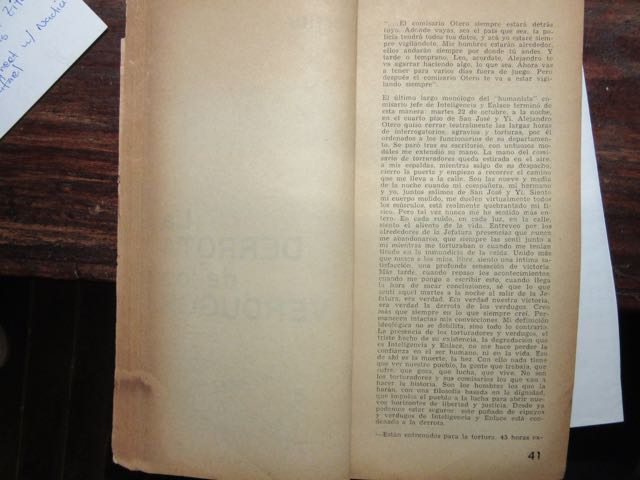 "...El comisario Otero siempre estará detrás
tuyo. Adonde vayas, sea el país que sea, la po-
licía tendrá todos tus datos, y acá yo estaré siem-
pre vigilándote. Mis hombres estarán alrededor,
ellos andarán siempre por donde tú andes. Y
tarde o temprano, Leo, acordate, Alejandro te
va agarrar haciendo algo, lo que sea. Ahora vas
a tener para varios días fuera de juego. Pero
después el comisario Otero te va a estar vigi-
lando siempre".
El último largo monólogo del "humanista" co-
misario jefe de Inteligencia y Enlace terminó de
esta manera: martes 22 de octubre, a la noche,
en el cuarto piso de San José y Yi. Alejandro
Otero quiso cerrar teatralmente las largas horas
de interrogatorios, agravios y torturas, por él
ordenados a los funcionarios de su departamen-
to. Se paró tras su escritorio, con untuosos mo-
dales me extendió su mano. La mano del comi-
sario de torturadores queda estirada en el aire,
a mis espaldas, mientras salgo de su despacho,
cierro la puerta y empiezo a recorrer el camino
que me lleva a la calle. Son las nueve y media
de la noche cuando mi compañera, mi hermano
y yo, juntos salimos de San José y Yi. Siento
mi cuerpo molido, me duelen virtualmente todos
los músculos, está realmente quebrantado mi fí-
sico. Pero tal vez nunca me he sentido más en-
tero. En cada ruido, en cada luz, en la calle,
siento el aliento de la vida. Entreveo por los
alrededores de la Jefatura presencias que nunca
me abandonaron, que siempre las sentí junto a
mí mientras me torturaban o cuando me tenían
tirado en la inmundicia de la celda. Unido más
que nunca a los míos, libre, siento una íntima sa-
tisfacción, una profunda sensación de victoria.
Más tarde, cuando repaso los acontecimientos,
cuando me pongo a escribir esto, cuando llega
la hora de sacar conclusiones, sé que lo que
sentí aquel martes a la noche al salir de la Je-
fatura, era verdad. Era verdad nuestra victoria,
era verdad la derrota de los verdugos. Creo
más que siempre en lo que siempre creí. Per-
manecen intactas mis convicciones. Mi definición
ideológica no se debilita, sino todo lo contrario.
La presencia de los torturadores y verdugos, el
triste hecho de su existencia, la degradación que
es Inteligencia y Enlace, no me hace perder la
confianza en el ser humano, ni en la vida. Eso
de ahí es la muerte, la hez. Con ello nada tiene
que ver nuestro pueblo, la gente que trabaja, que
sufre, que goza, que lucha, que vive. No son
los torturadores y sus comisarios los que van a
hacer la historia. Son los hombres los que la
harán, con una filosofía basada en la dignidad,
que impulsa el pueblo a la lucha para abrir nue-
vos horizontes de libertad y justicia. Desde ya
podemos estar seguros: este puñado de cipayos
y verdugos de Inteligencia y Enlace está con-
denado a la derrota.
—Están entrenados para la tortura. 45 horas ex-
41